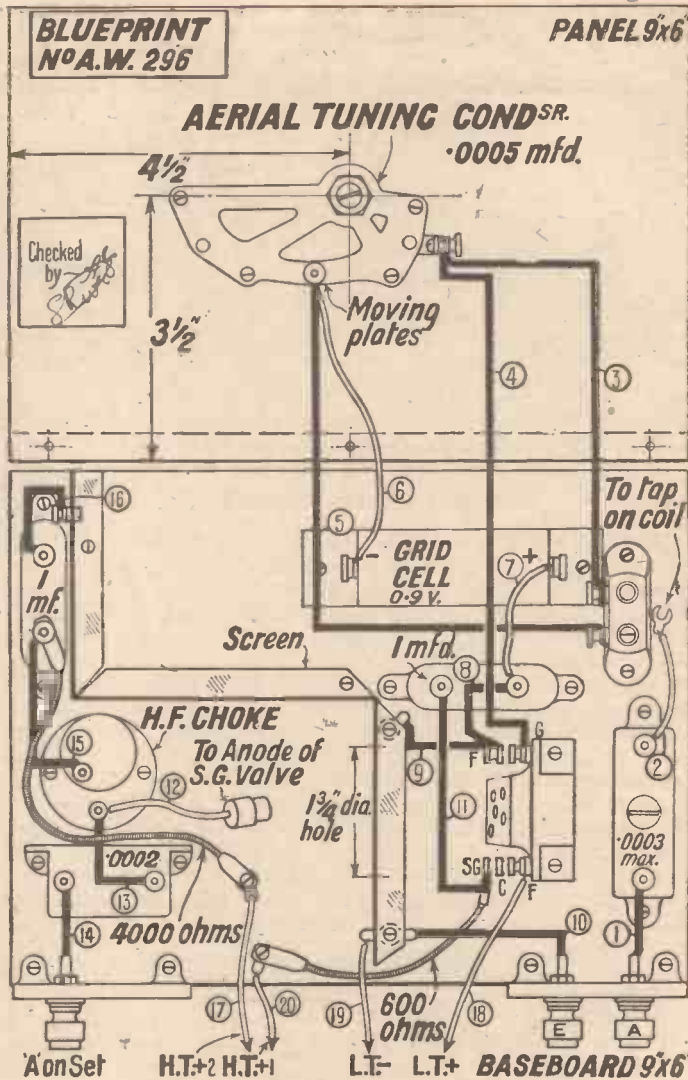 BLUEPRINT
Nº A.W. 296
PANEL 9"x6"
AERIAL TUNING CONDSR.
.0005 mfd.
4½"
Checked
by
3½"
Moving
plates
4
3
6
5
16
1
mf.
To tap
on coil
-
GRID
CELL
0.9 V.
7
+
Screen
1 mfd.
8
H.F. CHOKE
To Anode of
S.G. Valve
15
12
9
F
G
2
1¾" dia.
hole
11
.0002
.0003
max.
SG
C
F
13
14
4000 ohms
10
1
17
20
19
600
ohms
18
E
A
'A' on Set
H.T.+2
H.T.+1
L.T.-
L.T.+
BASEBOARD 9"x6"